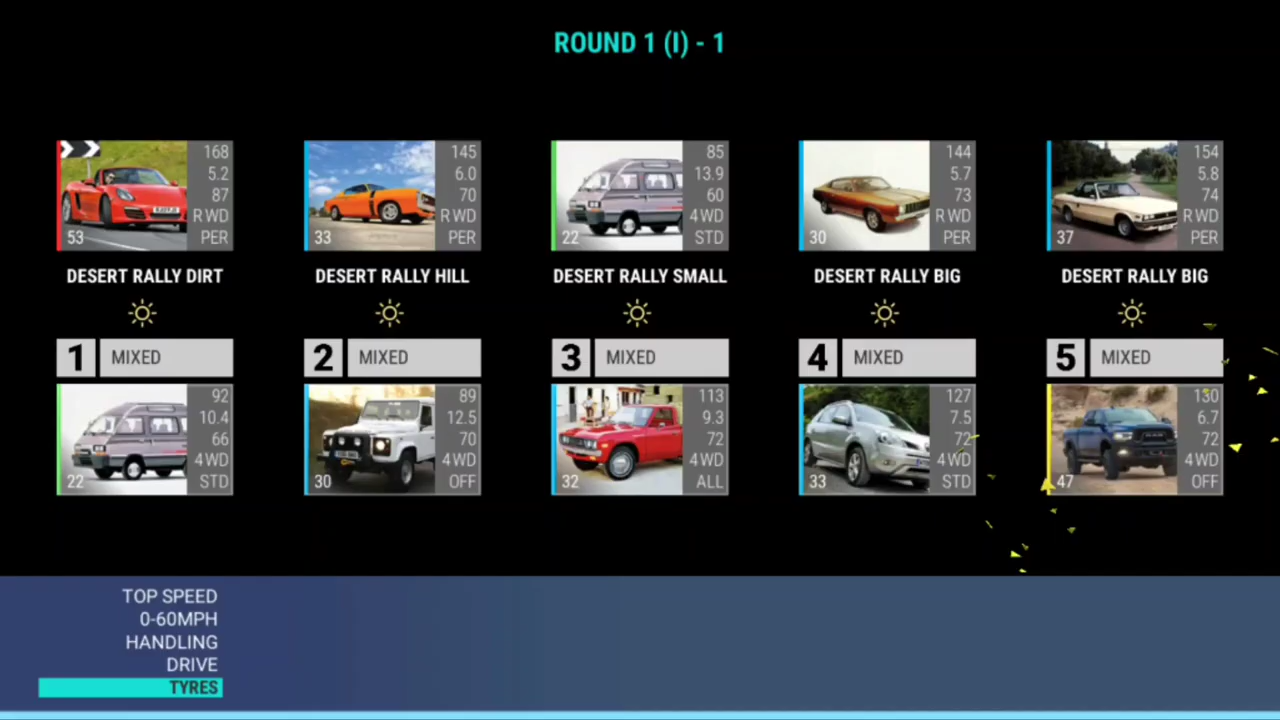 ROUND 1 (I) - 1
168
5.2
87
RWD
PER
53
145
6.0
70
RWD
PER
33
85
13.9
60
4WD
STD
22
144
5.7
73
RWD
PER
30
154
5.8
74
RWD
PER
37
DESERT RALLY DIRT
DESERT RALLY HILL
DESERT RALLY SMALL
DESERT RALLY BIG
DESERT RALLY BIG
1 MIXED
2 MIXED
3 MIXED
4 MIXED
5 MIXED
92
10.4
66
4WD
STD
22
89
12.5
70
4WD
OFF
30
113
9.3
72
4WD
ALL
32
127
7.5
72
4WD
STD
33
130
6.7
72
4WD
OFF
47
TOP SPEED
0-60MPH
HANDLING
DRIVE
TYRES